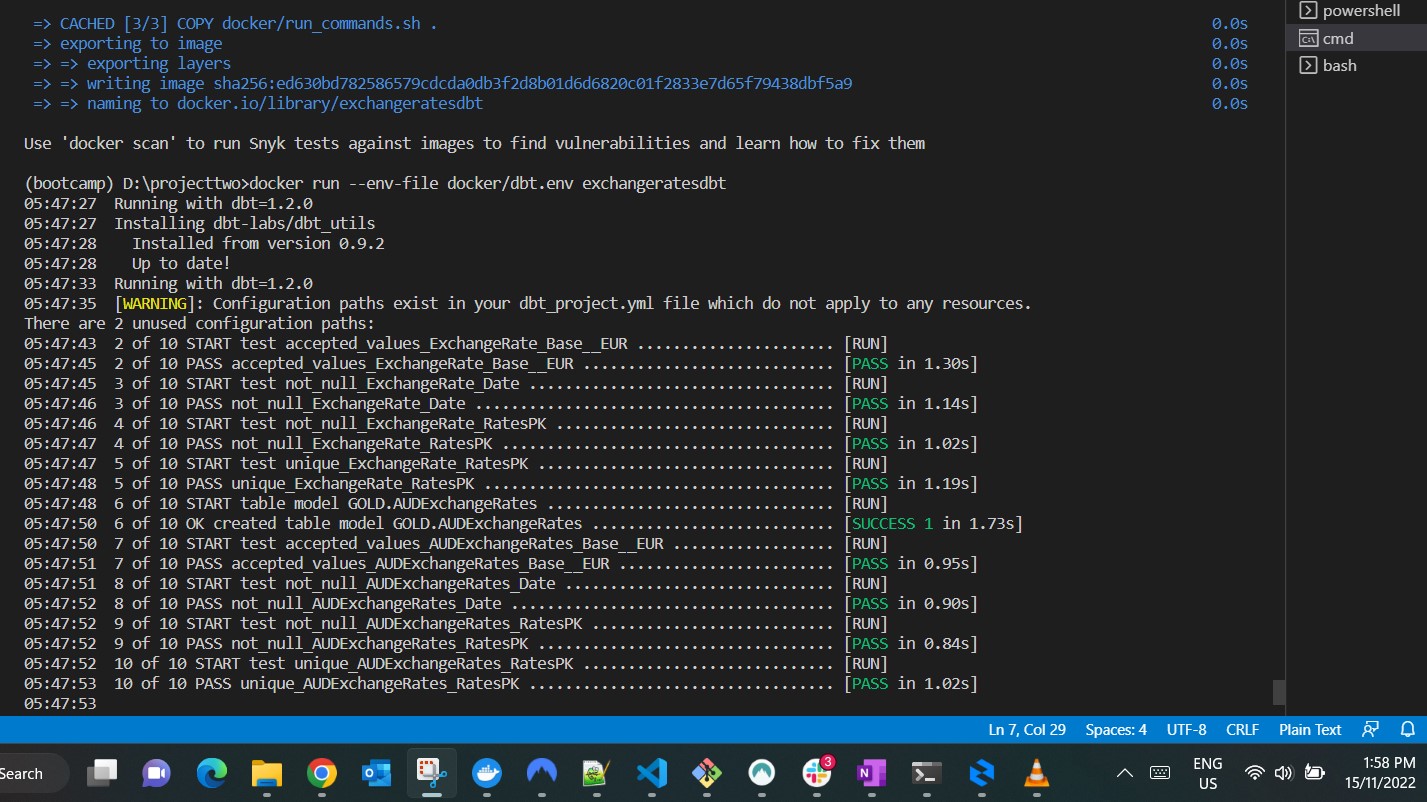 => CACHED [3/3] COPY docker/run_commands.sh . 0.0s
=> exporting to image 0.0s
=> => exporting layers 0.0s
=> => writing image sha256:ed630bd782586579cdcda0db3f2d8b01d6d6820c01f2833e7d65f79438dbf5a9 0.0s
=> => naming to docker.io/library/exchangeratesdbt 0.0s
Use 'docker scan' to run Snyk tests against images to find vulnerabilities and learn how to fix them
(bootcamp) D:\projecttwo>docker run --env-file docker/dbt.env exchangeratesdbt
05:47:27  Running with dbt=1.2.0
05:47:27  Installing dbt-labs/dbt_utils
05:47:28    Installed from version 0.9.2
05:47:28    Up to date!
05:47:33  Running with dbt=1.2.0
05:47:35  [WARNING]: Configuration paths exist in your dbt_project.yml file which do not apply to any resources.
There are 2 unused configuration paths:
05:47:43  2 of 10 START test accepted_values_ExchangeRate_Base__EUR ...................... [RUN]
05:47:45  2 of 10 PASS accepted_values_ExchangeRate_Base__EUR ............................ [PASS in 1.30s]
05:47:45  3 of 10 START test not_null_ExchangeRate_Date .................................. [RUN]
05:47:46  3 of 10 PASS not_null_ExchangeRate_Date ........................................ [PASS in 1.14s]
05:47:46  4 of 10 START test not_null_ExchangeRate_RatesPK ............................... [RUN]
05:47:47  4 of 10 PASS not_null_ExchangeRate_RatesPK ..................................... [PASS in 1.02s]
05:47:47  5 of 10 START test unique_ExchangeRate_RatesPK ................................. [RUN]
05:47:48  5 of 10 PASS unique_ExchangeRate_RatesPK ....................................... [PASS in 1.19s]
05:47:48  6 of 10 START table model GOLD.AUDExchangeRates ................................ [RUN]
05:47:50  6 of 10 OK created table model GOLD.AUDExchangeRates ........................... [SUCCESS 1 in 1.73s]
05:47:50  7 of 10 START test accepted_values_AUDExchangeRates_Base__EUR .................. [RUN]
05:47:51  7 of 10 PASS accepted_values_AUDExchangeRates_Base__EUR ........................ [PASS in 0.95s]
05:47:51  8 of 10 START test not_null_AUDExchangeRates_Date .............................. [RUN]
05:47:52  8 of 10 PASS not_null_AUDExchangeRates_Date .................................... [PASS in 0.90s]
05:47:52  9 of 10 START test not_null_AUDExchangeRates_RatesPK ........................... [RUN]
05:47:52  9 of 10 PASS not_null_AUDExchangeRates_RatesPK ................................. [PASS in 0.84s]
05:47:52  10 of 10 START test unique_AUDExchangeRates_RatesPK ............................ [RUN]
05:47:53  10 of 10 PASS unique_AUDExchangeRates_RatesPK .................................. [PASS in 1.02s]
05:47:53
powershell
cmd
bash
Ln 7, Col 29 Spaces: 4 UTF-8 CRLF Plain Text
Search
3
ENG
US
1:58 PM
15/11/2022